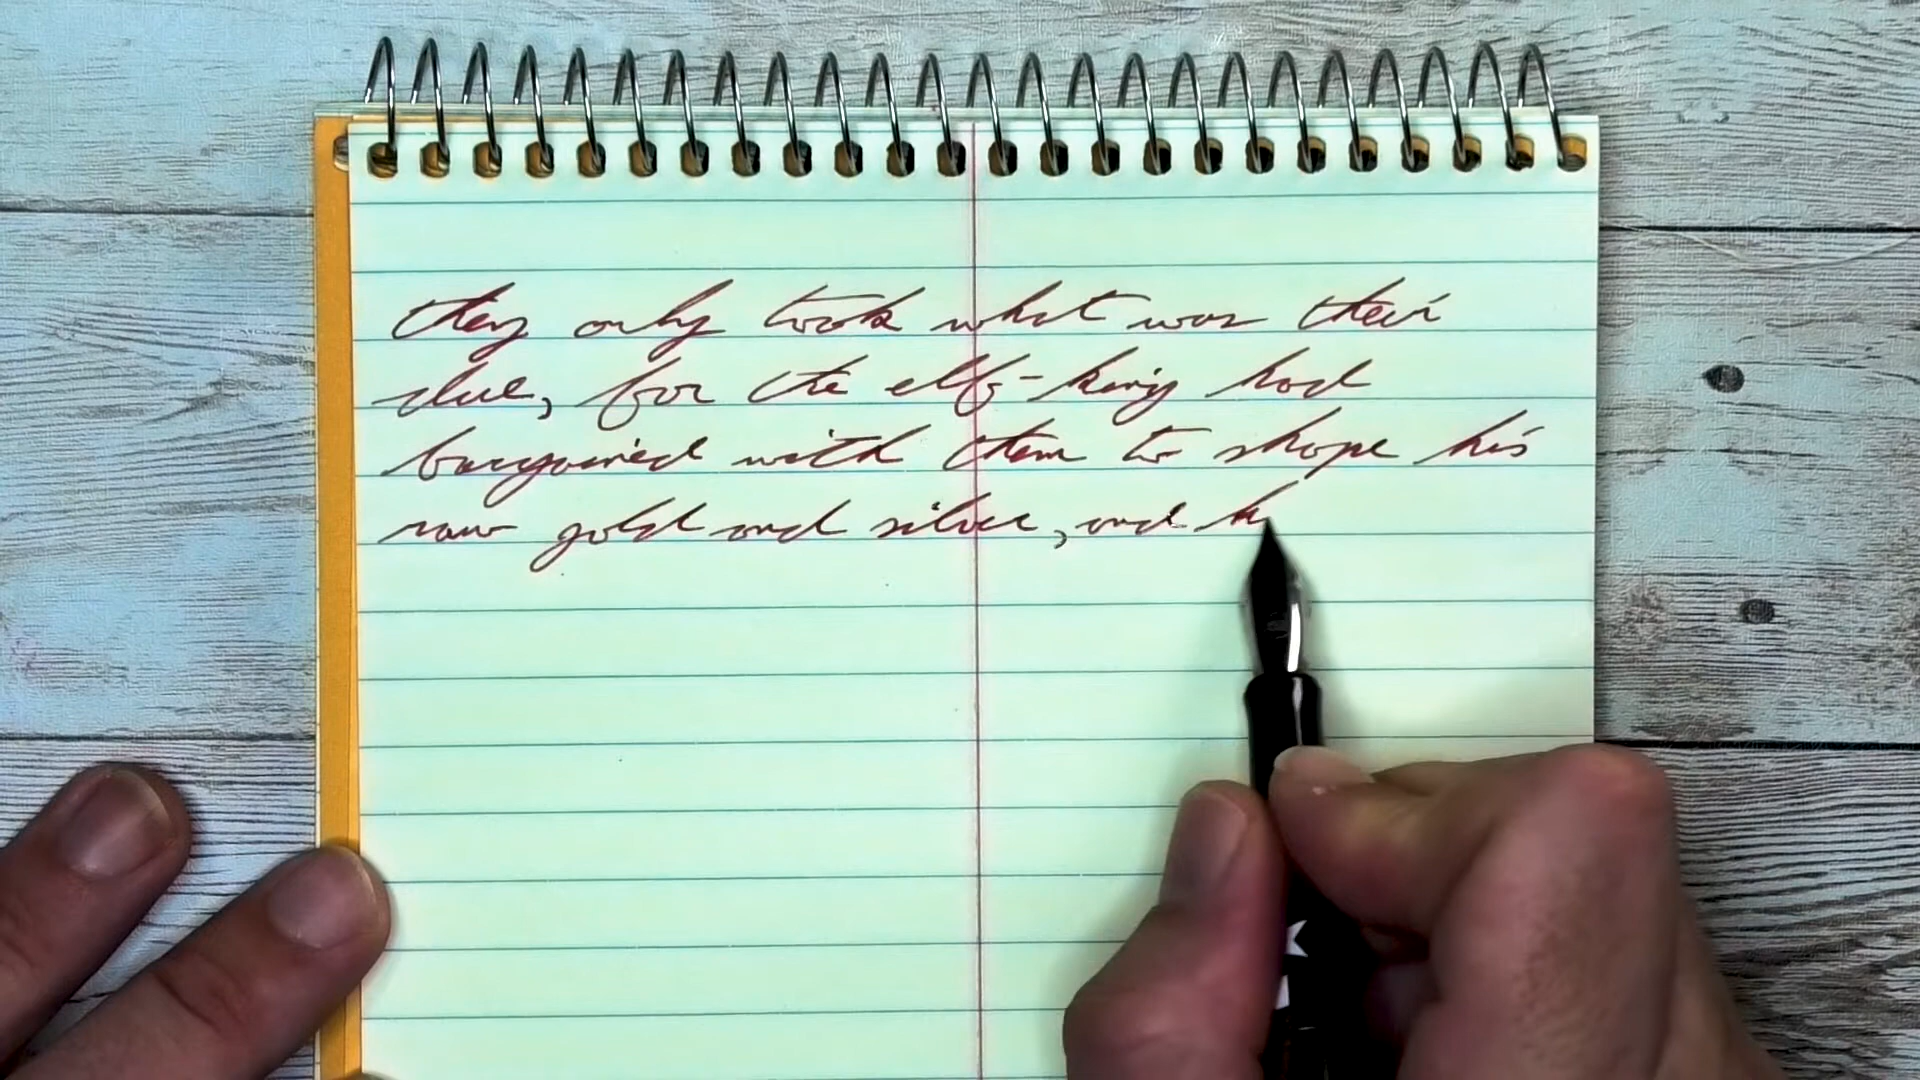 they only took what was their
due, for the elf-king had
bargained with them to shape his
raw gold and silver, and h